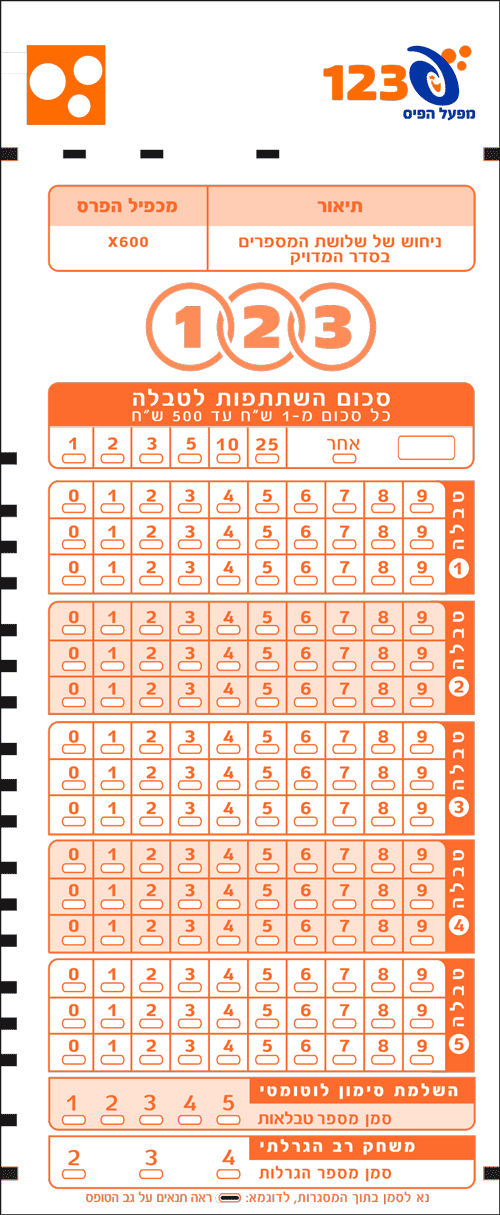 123
מפעל הפיס
תיאור מכפיל הפרס
ניחוש של שלושת המספרים X600
בסדר המדויק
1 2 3
סכום השתתפות לטבלה
כל סכום מ-1 ש"ח עד 500 ש"ח
1 2 3 5 10 25 אחר
0 1 2 3 4 5 6 7 8 9
0 1 2 3 4 5 6 7 8 9
0 1 2 3 4 5 6 7 8 9
טבלה 1
0 1 2 3 4 5 6 7 8 9
0 1 2 3 4 5 6 7 8 9
0 1 2 3 4 5 6 7 8 9
טבלה 2
0 1 2 3 4 5 6 7 8 9
0 1 2 3 4 5 6 7 8 9
0 1 2 3 4 5 6 7 8 9
טבלה 3
0 1 2 3 4 5 6 7 8 9
0 1 2 3 4 5 6 7 8 9
0 1 2 3 4 5 6 7 8 9
טבלה 4
0 1 2 3 4 5 6 7 8 9
0 1 2 3 4 5 6 7 8 9
0 1 2 3 4 5 6 7 8 9
טבלה 5
השלמת סימון לוטומטי
1 2 3 4 5
סמן מספר טבלאות
משחק רב הגרלתי
2 3 4
סמן מספר הגרלות
נא לסמן בתוך המסגרות, לדוגמא: ראה תנאים על גב הטופס